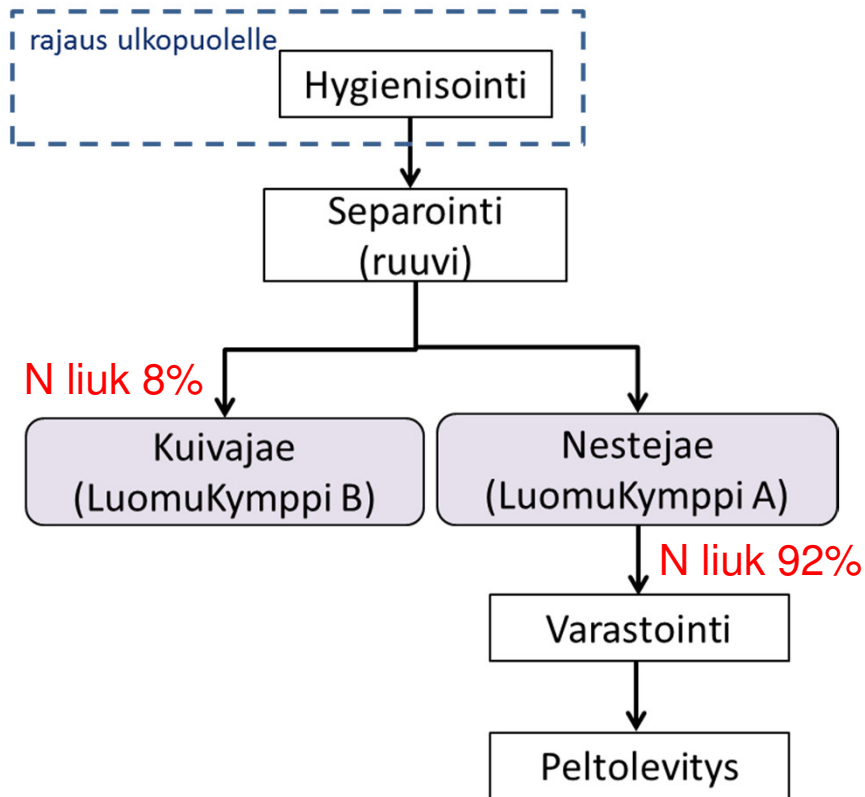 rajaus ulkopuolelle
Hygienisointi
Separointi
(ruuvi)
N liuk 8%
Kuivajae
(LuomuKymppi B)
Nestejae
(LuomuKymppi A)
N liuk 92%
Varastointi
Peltolevitys